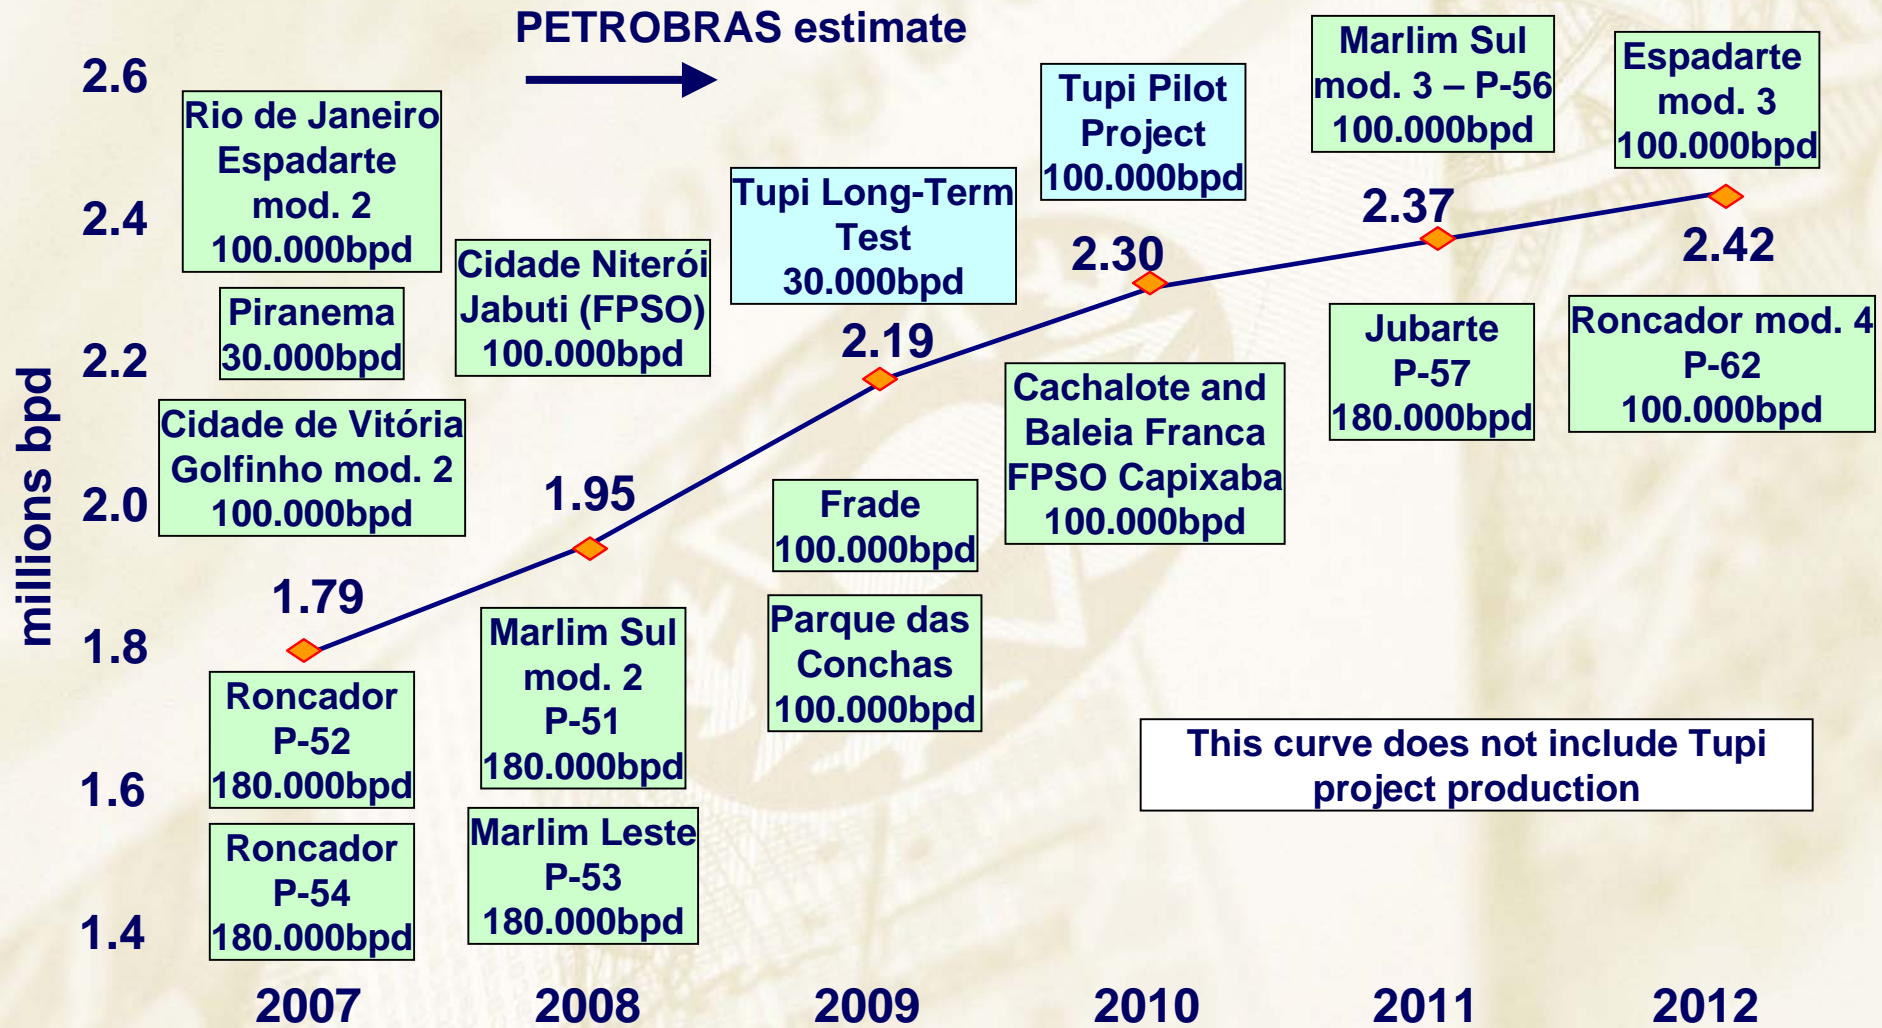 PETROBRAS estimate
millions bpd
2.6
2.4
2.2
2.0
1.8
1.6
1.4
Rio de Janeiro
Espadarte
mod. 2
100.000bpd
Piranema
30.000bpd
Cidade de Vitória
Golfinho mod. 2
100.000bpd
1.79
Roncador
P-52
180.000bpd
Roncador
P-54
180.000bpd
Cidade Niterói
Jabuti (FPSO)
100.000bpd
1.95
Marlim Sul
mod. 2
P-51
180.000bpd
Marlim Leste
P-53
180.000bpd
Tupi Long-Term
Test
30.000bpd
2.19
Frade
100.000bpd
Parque das
Conchas
100.000bpd
Tupi Pilot
Project
100.000bpd
2.30
Cachalote and
Baleia Franca
FPSO Capixaba
100.000bpd
Marlim Sul
mod. 3 – P-56
100.000bpd
2.37
Jubarte
P-57
180.000bpd
Espadarte
mod. 3
100.000bpd
2.42
Roncador mod. 4
P-62
100.000bpd
This curve does not include Tupi
project production
2007
2008
2009
2010
2011
2012